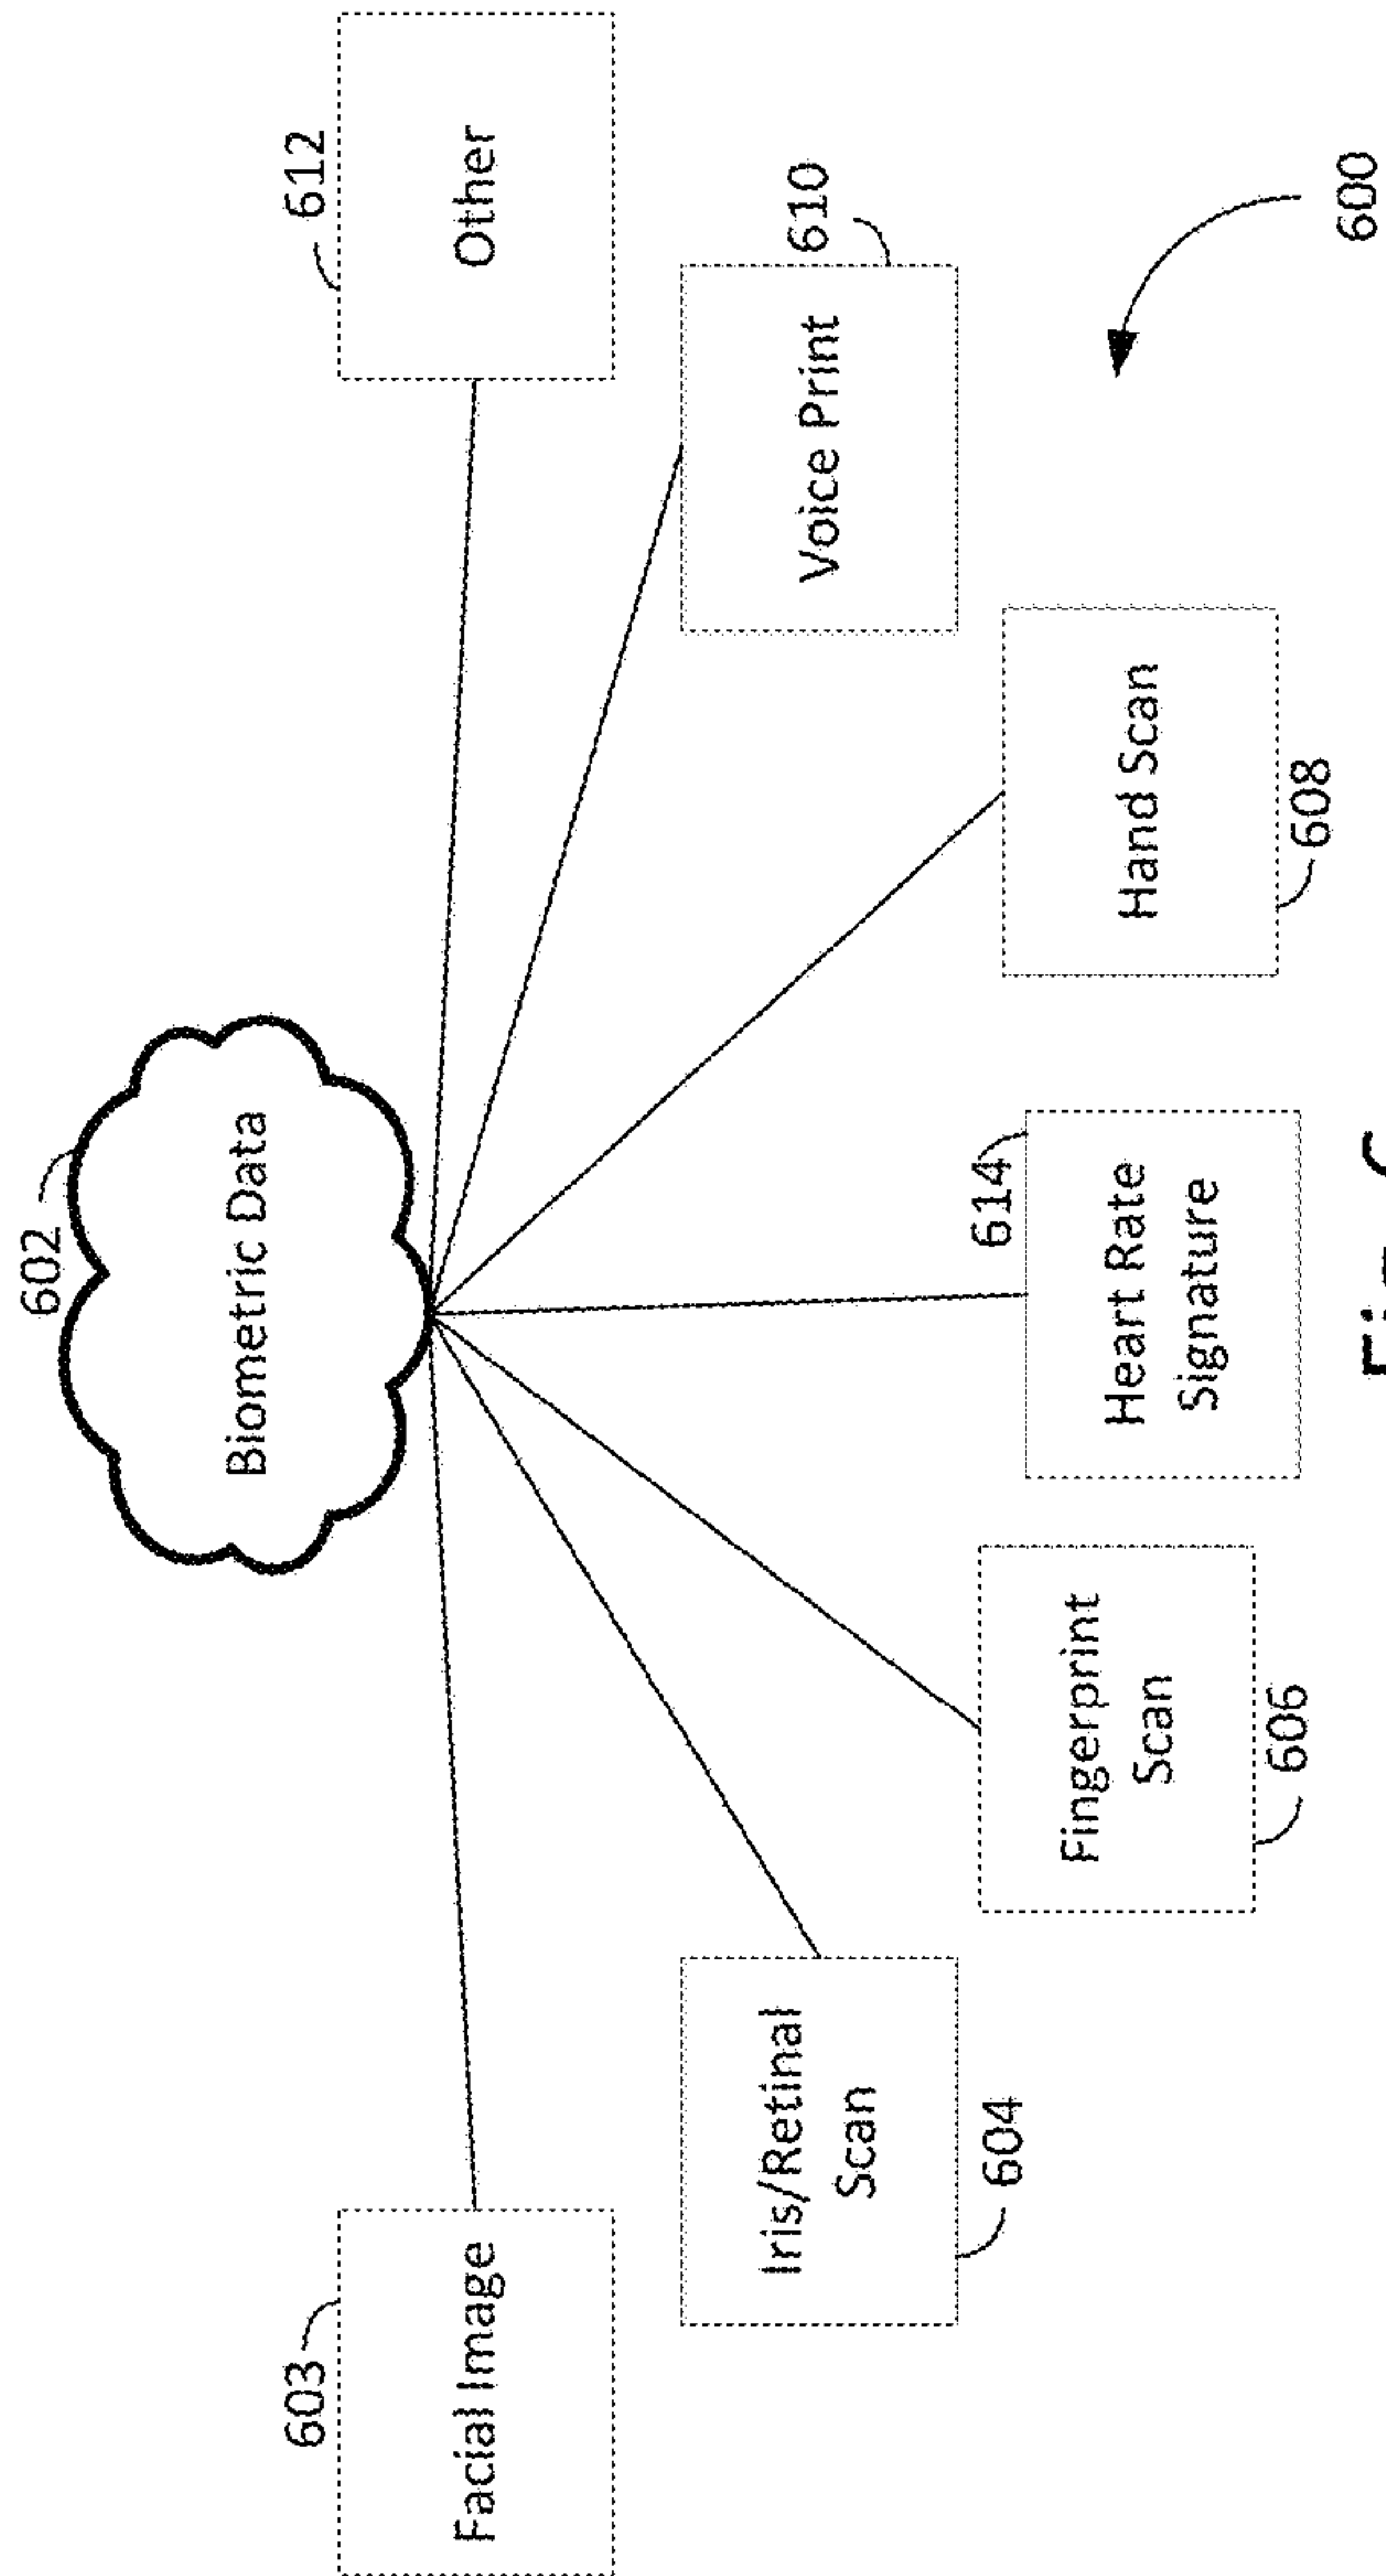 602
Biometric Data
603
612
Facial Image
Other
Iris/Retinal
Scan
604
Voice Print
610
Fingerprint
Scan
606
614
Heart Rate
Signature
Hand Scan
608
600